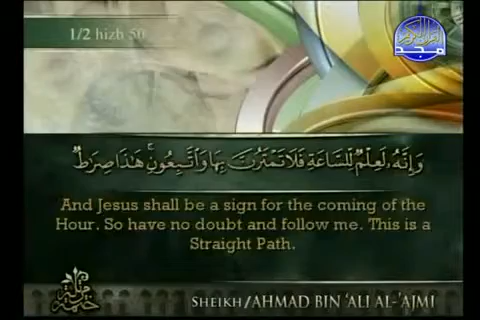 1/2 hizb 50
المجد
وَإِنَّهُۥ لَعِلْمٌ لِّلسَّاعَةِ فَلَا تَمْتَرُنَّ بِهَا وَٱتَّبِعُونِ ۚ هَٰذَا صِرَٰطٌ
And Jesus shall be a sign for the coming of the
Hour. So have no doubt and follow me. This is a
Straight Path.
SHEIKH/AHMAD BIN 'ALI AL-'AJMI